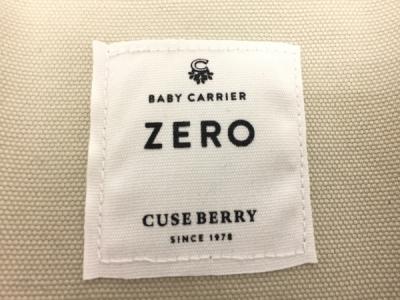 C
BABY CARRIER
ZERO
CUSE BERRY
SINCE 1978